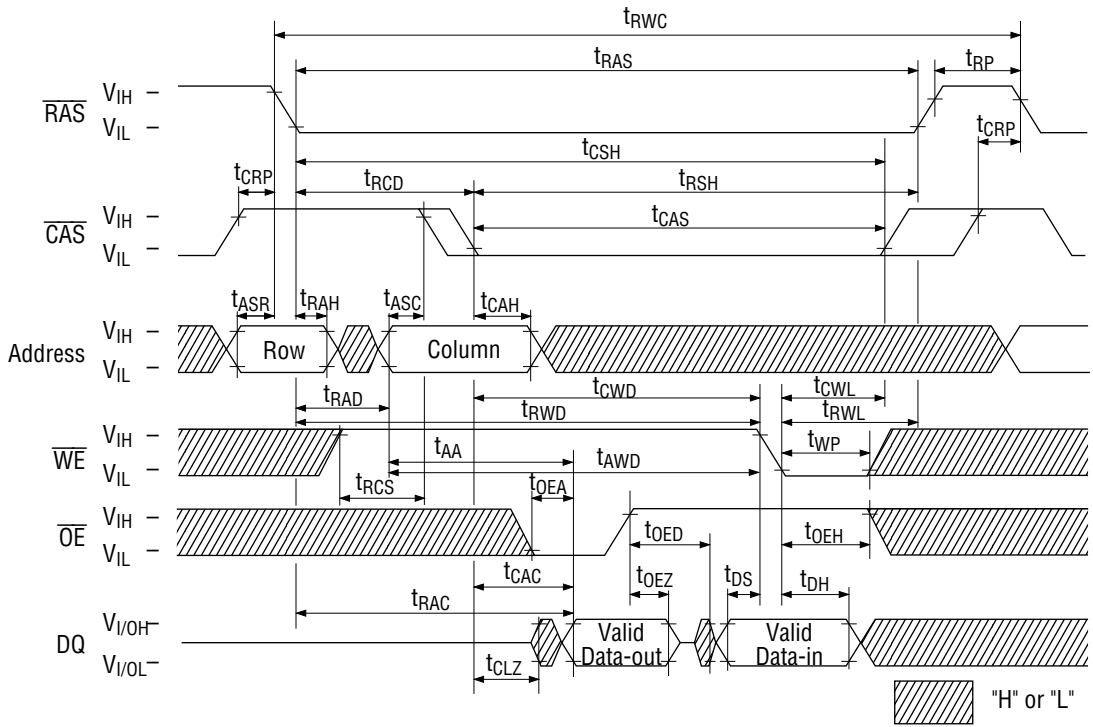 tRWC
tRAS
tRP
RAS
VIH
VIL
tCRP
tCSH
tCRP
tRCD
tRSH
CAS
VIH
VIL
tCAS
tASR
tRAH
tASC
tCAH
Address
VIH
VIL
Row
Column
tRAD
tCWD
tCWL
tRWD
tRWL
WE
VIH
VIL
tAA
tWP
tAWD
tRCS
tOEA
OE
VIH
VIL
tOED
tOEH
tCAC
tOEZ
tDS
tDH
tRAC
DQ
VI/OH
VI/OL
Valid
Data-out
Valid
Data-in
tCLZ
"H" or "L"